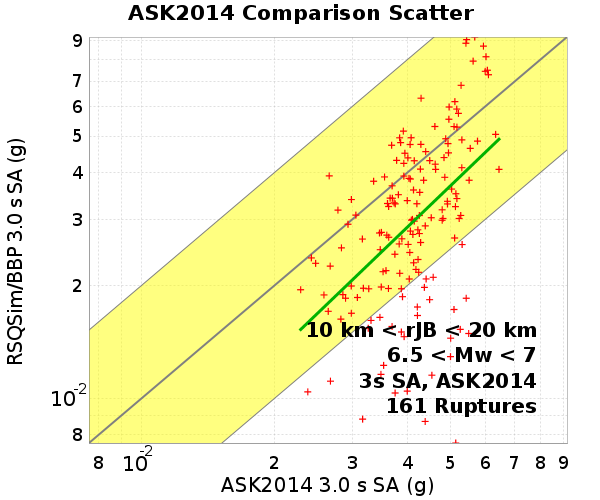 ASK2014 Comparison Scatter
RSQSim/BBP 3.0 s SA (g)
9
7
6
5
4
3
2
10-2
8
10 km < rJB < 20 km
6.5 < Mw < 7
3s SA, ASK2014
161 Ruptures
8 10-2 2 3 4 5 6 7 8 9
ASK2014 3.0 s SA (g)